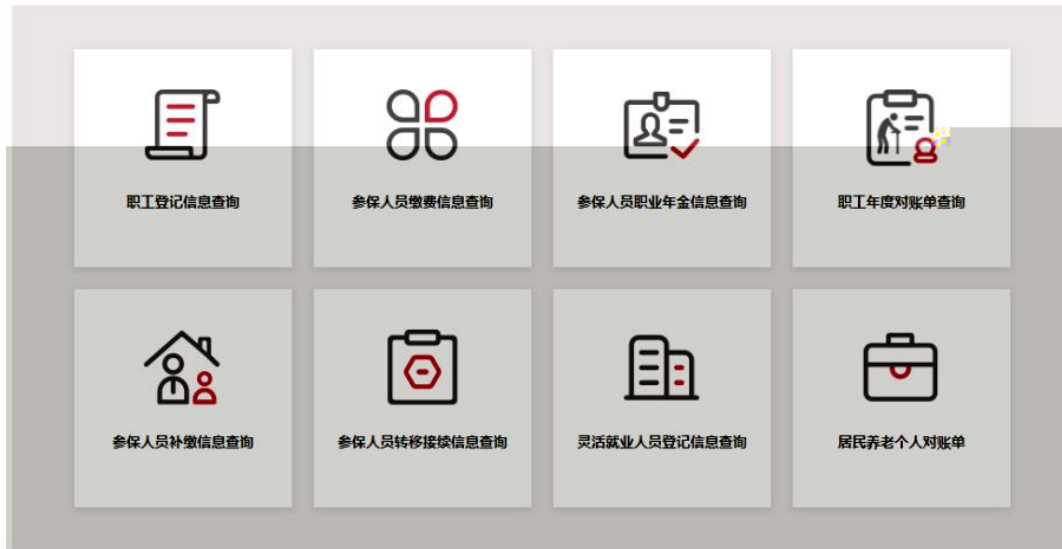 职工登记信息查询
参保人员缴费信息查询
参保人员职业年金信息查询
职工年度对账单查询
参保人员补缴信息查询
参保人员转移接续信息查询
灵活就业人员登记信息查询
居民养老个人对账单